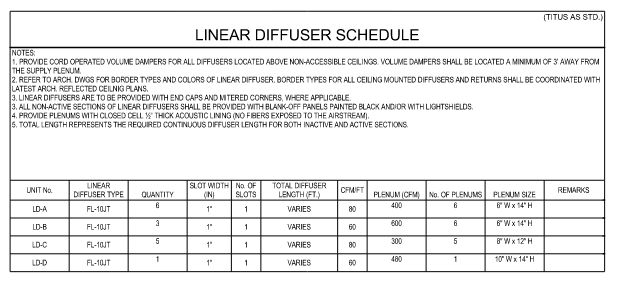 (TITUS AS STD.)
LINEAR DIFFUSER SCHEDULE
NOTES:
1. PROVIDE CORD OPERATED VOLUME DAMPERS FOR ALL DIFFUSERS LOCATED ABOVE NON-ACCESSIBLE CEILINGS. VOLUME DAMPERS SHALL BE LOCATED A MINIMUM OF 3' AWAY FROM
THE SUPPLY PLENUM.
2. REFER TO ARCH. DWGS FOR BORDER TYPES AND COLORS OF LINEAR DIFFUSER. BORDER TYPES FOR ALL CEILING MOUNTED DIFFUSERS AND RETURNS SHALL BE COORDINATED WITH
LATEST ARCH. REFLECTED CEILNIG PLANS.
3. LINEAR DIFFUSERS ARE TO BE PROVIDED WITH END CAPS AND MITERED CORNERS, WHERE APPLICABLE.
3. ALL NON-ACTIVE SECTIONS OF LINEAR DIFFUSERS SHALL BE PROVIDED WITH BLANK-OFF PANELS PAINTED BLACK AND/OR WITH LIGHTSHIELDS.
4. PROVIDE PLENUMS WITH CLOSED CELL ½" THICK ACOUSTIC LINING (NO FIBERS EXPOSED TO THE AIRSTREAM).
5. TOTAL LENGTH REPRESENTS THE REQUIRED CONTINUOUS DIFFUSER LENGTH FOR BOTH INACTIVE AND ACTIVE SECTIONS.
UNIT No. LINEAR DIFFUSER TYPE QUANTITY SLOT WIDTH (IN) No. OF SLOTS TOTAL DIFFUSER LENGTH (FT.) CFM/FT PLENUM (CFM) No. OF PLENUMS PLENUM SIZE REMARKS
LD-A FL-10JT 6 1" 1 VARIES 80 400 6 6" W x 14" H
LD-B FL-10JT 3 1" 1 VARIES 60 600 6 6" W x 14" H
LD-C FL-10JT 5 1" 1 VARIES 80 300 5 8" W x 12" H
LD-D FL-10JT 1 1" 1 VARIES 60 480 1 10" W x 14" H